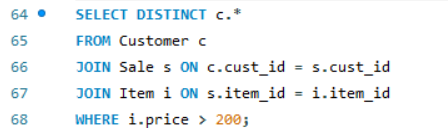 64 SELECT DISTINCT c.*
65 FROM Customer c
66 JOIN Sale s ON c.cust_id = s.cust_id
67 JOIN Item i ON s.item_id = i.item_id
68 WHERE i.price > 200;